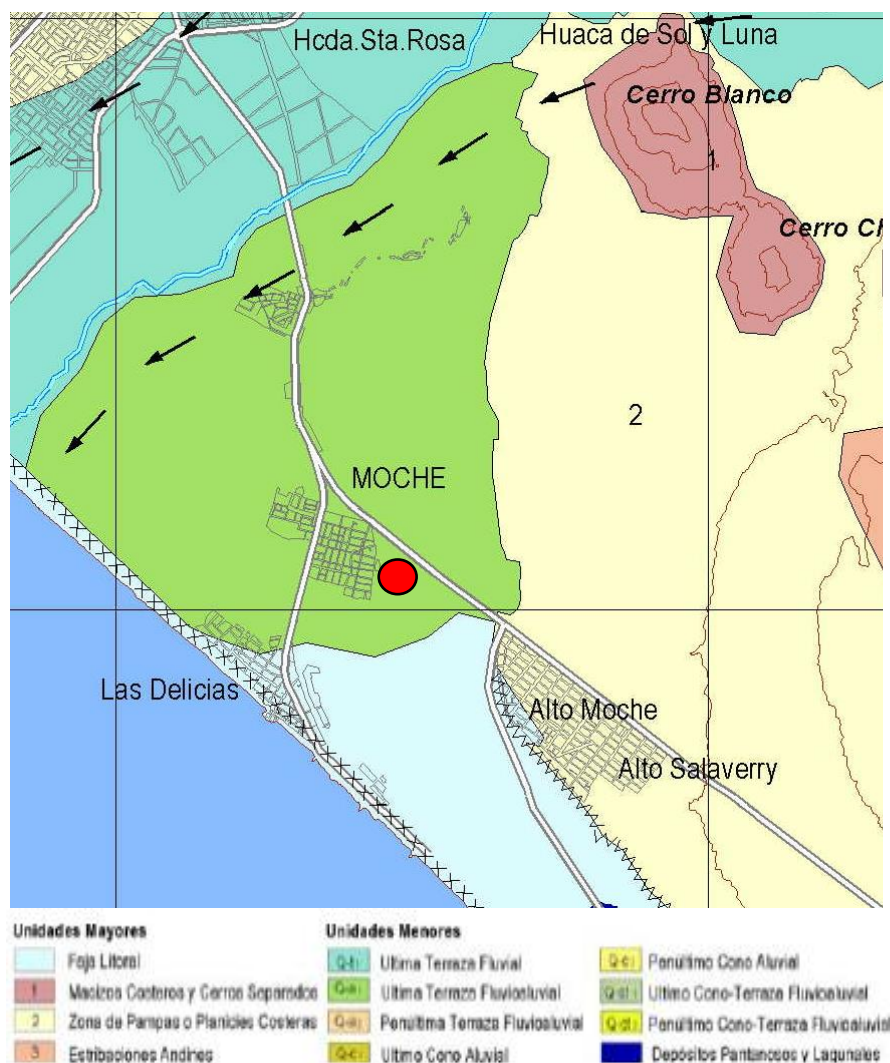 Hcda.Sta.Rosa
Huaca de Sol y Luna
Cerro Blanco
1
Cerro Ch
2
MOCHE
Las Delicias
Alto Moche
Alto Salaverry
Unidades Mayores
Faja Litoral
1 Macizos Costeros y Cerros Separados
2 Zona de Pampas o Planicies Costeras
3 Estribaciones Andinas
Unidades Menores
Ultima Terraza Fluvial
Ultima Terraza Fluvioaluvial
Penúltima Terraza Fluvioaluvial
Ultimo Cono Aluvial
Penúltimo Cono Aluvial
Ultimo Cono-Terraza Fluvioaluvial
Penúltimo Cono-Terraza Fluvioaluvial
Depósitos Pantanosos y Lagunales